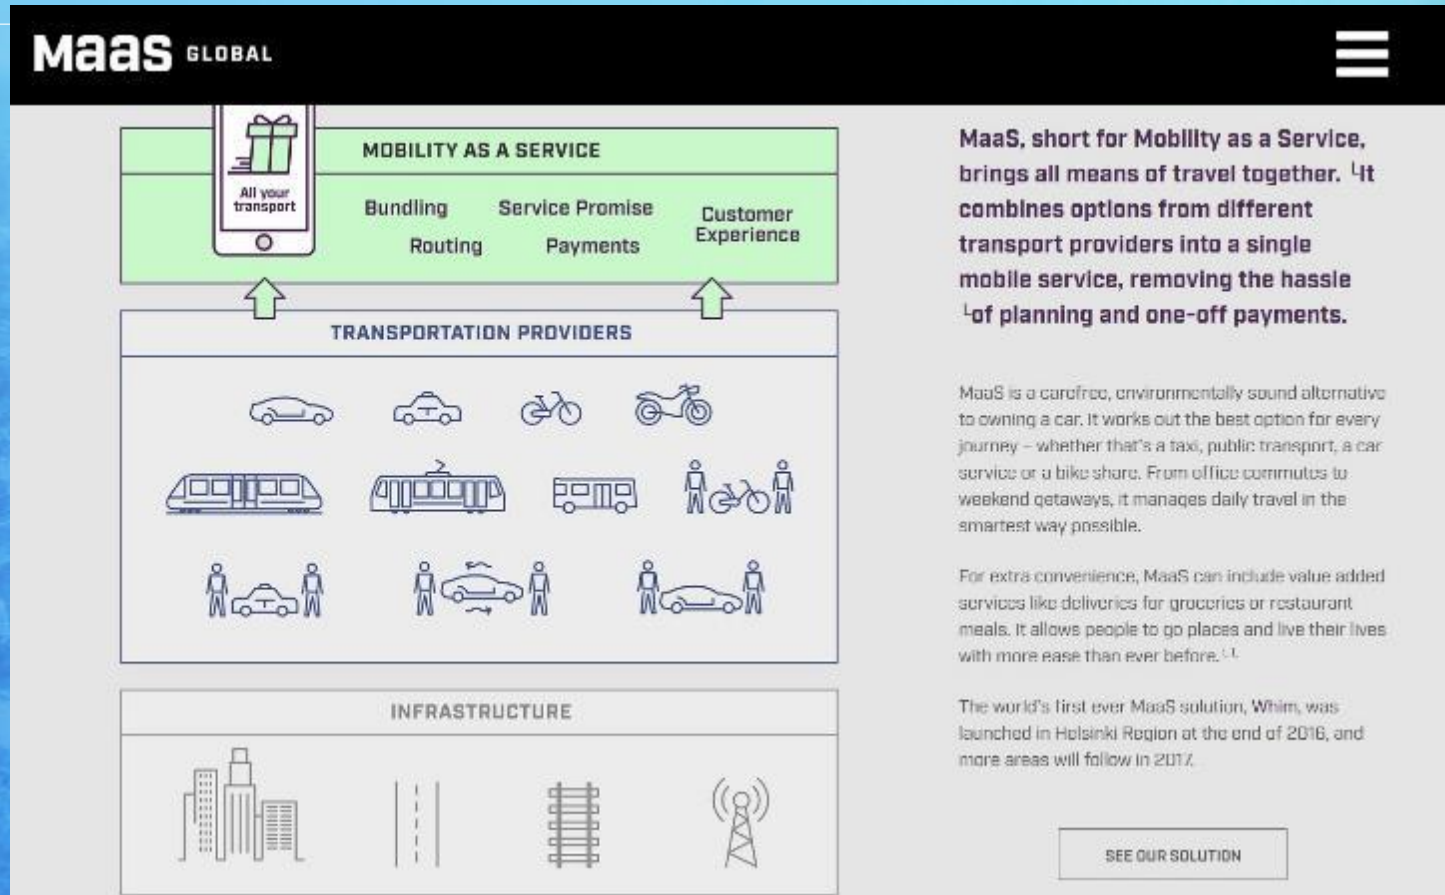 MaaS GLOBAL
All your
transport
MOBILITY AS A SERVICE
Bundling Service Promise Customer
Experience
Routing Payments
TRANSPORTATION PROVIDERS
INFRASTRUCTURE
MaaS, short for Mobility as a Service,
brings all means of travel together. It
combines options from different
transport providers into a single
mobile service, removing the hassle
of planning and one-off payments.
MaaS is a carefree, environmentally sound alternative
to owning a car. It works out the best option for every
journey – whether that's a taxi, public transport, a car
service or a bike share. From office commutes to
weekend getaways, it manages daily travel in the
smartest way possible.
For extra convenience, MaaS can include value added
services like deliveries for groceries or restaurant
meals. It allows people to go places and live their lives
with more ease than ever before.
The world's first ever MaaS solution, Whim, was
launched in Helsinki Region at the end of 2016, and
more areas will follow in 2017.
SEE OUR SOLUTION